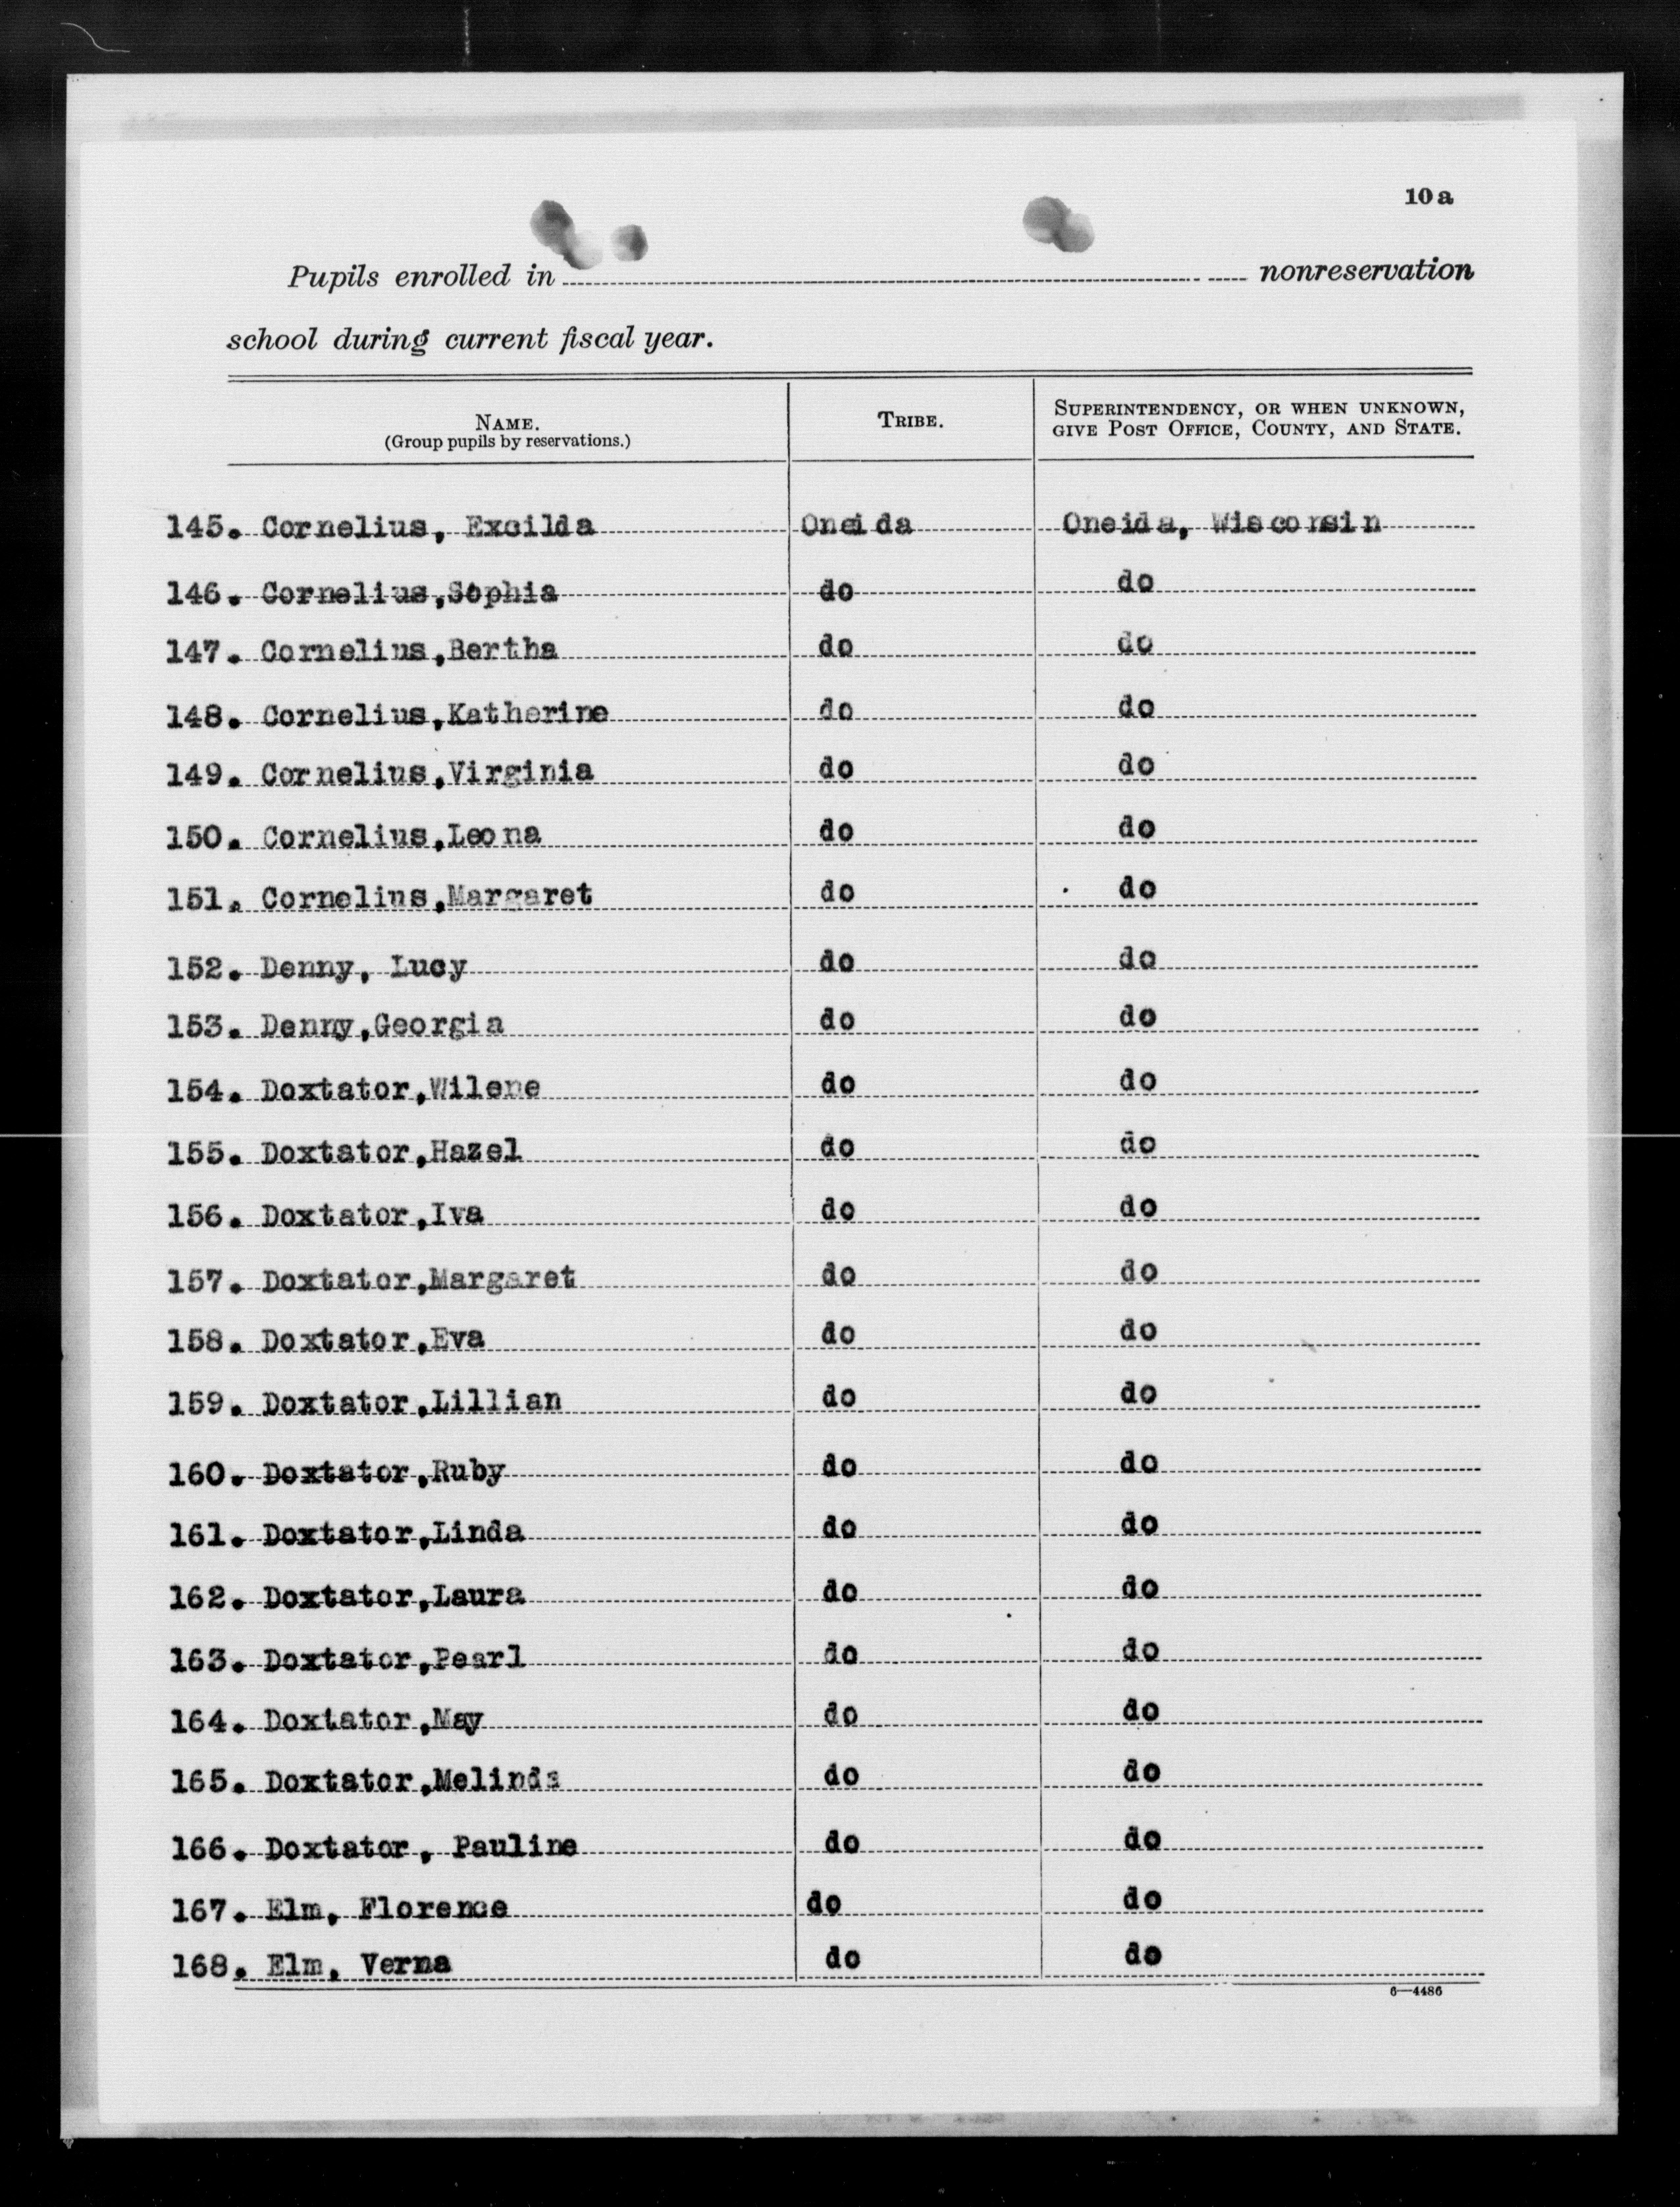 10a
Pupils enrolled in nonreservation
school during current fiscal year.
NAME. TRIBE. SUPERINTENDENCY, OR WHEN UNKNOWN,
(Group pupils by reservations.) GIVE POST OFFICE, COUNTY, AND STATE.
145. Cornelius, Excilda Oneida Oneida, Wisconsin
146. Cornelius,Sophia do do
147. Cornelius,Bertha do do
148. Cornelius,Katherine do do
149. Cornelius,Virginia do do
150. Cornelius,Leona do do
151. Cornelius,Margaret do do
152. Denny, Lucy do do
153. Denny,Georgia do do
154. Doxtator,Wilene do do
155. Doxtator,Hazel do do
156. Doxtator,Iva do do
157. Doxtator,Margaret do do
158. Doxtator,Eva do do
159. Doxtator,Lillian do do
160. Doxtator,Ruby do do
161. Doxtator,Linda do do
162. Doxtator,Laura do do
163. Doxtator,Pearl do do
164. Doxtator,May do do
165. Doxtator,Melinda do do
166. Doxtator, Pauline do do
167. Elm, Florence do do
168. Elm, Verna do do
6—4486